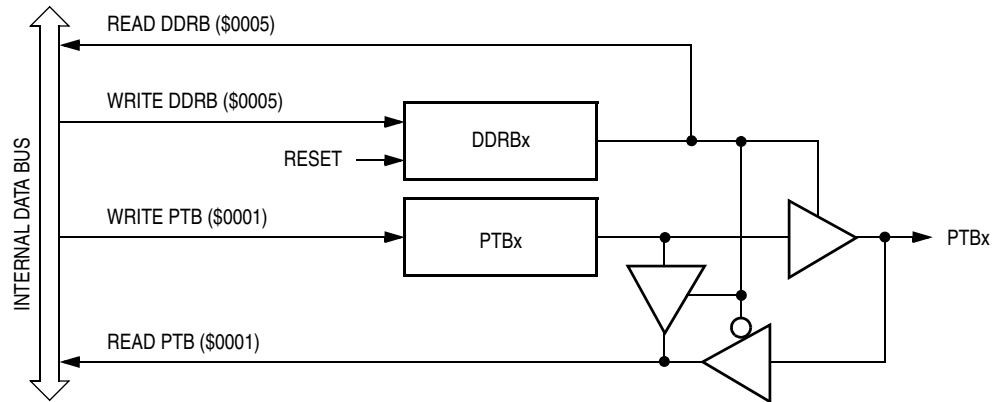 READ DDRB ($0005)
WRITE DDRB ($0005)
DDRBx
RESET
WRITE PTB ($0001)
PTBx
PTBx
READ PTB ($0001)
INTERNAL DATA BUS